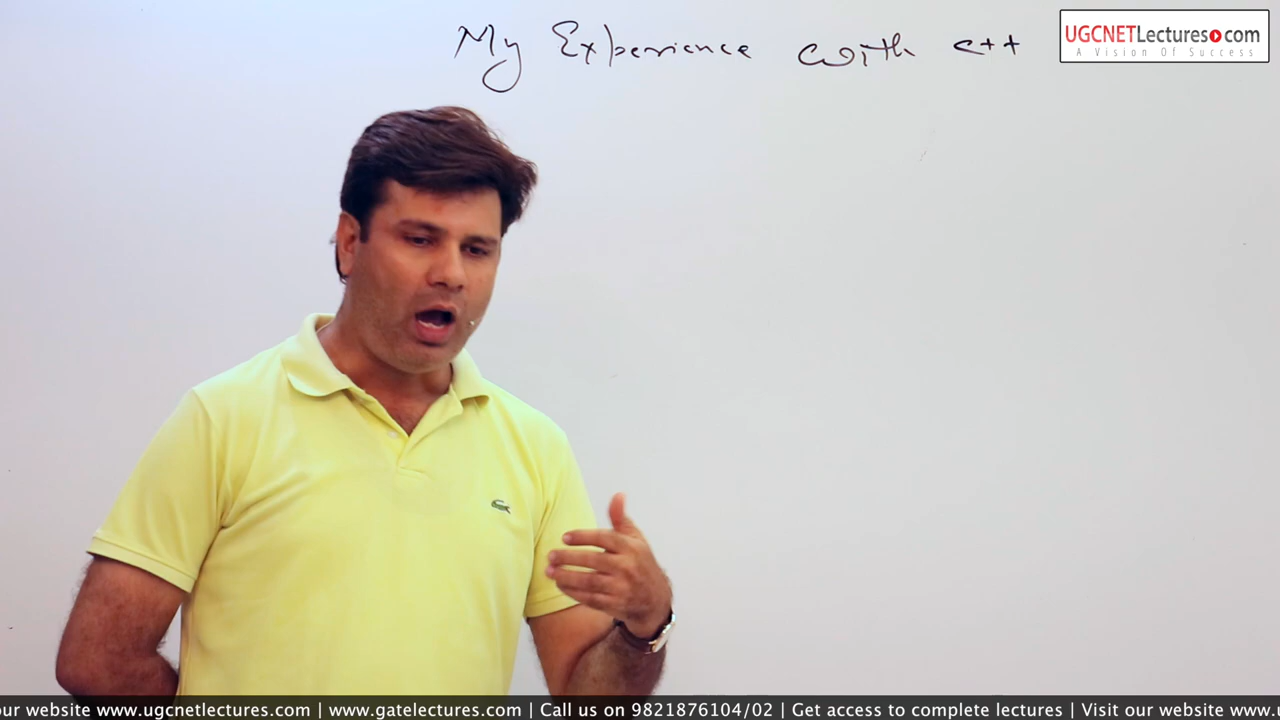 My Experience with c++
UGCNETLectures.com
A Vision Of Success
our website www.ugcnetlectures.com | www.gatelectures.com | Call us on 9821876104/02 | Get access to complete lectures | Visit our website www.